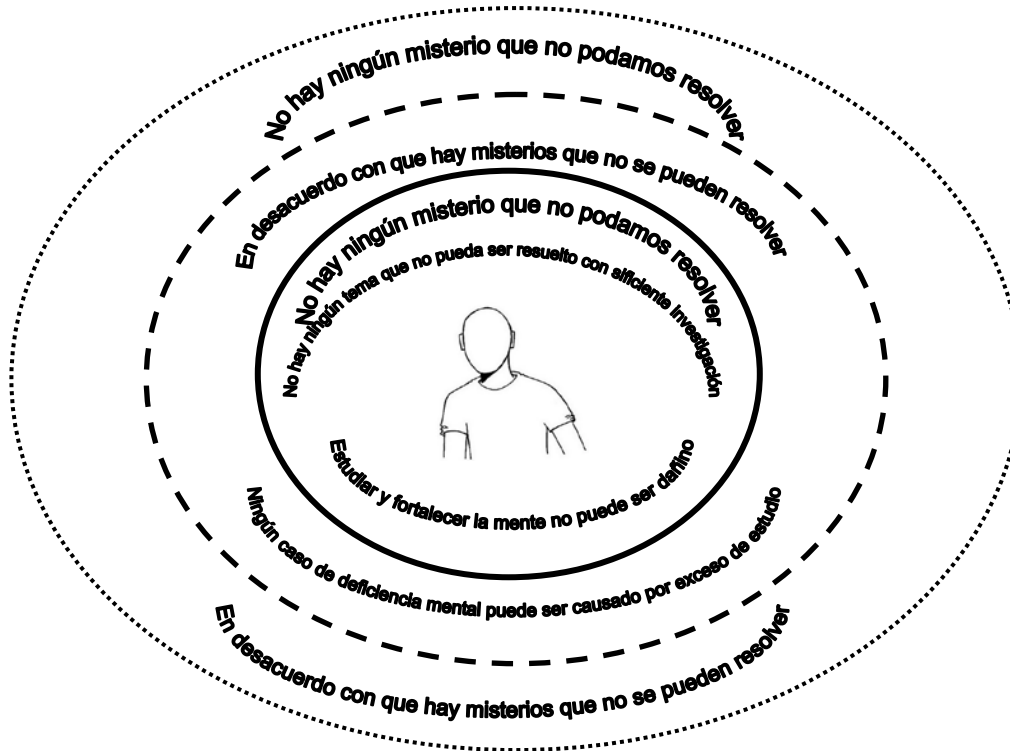 No hay ningún misterio que no podamos resolver
En desacuerdo con que hay misterios que no se pueden resolver
No hay ningún misterio que no podamos resolver
No hay ningún tema que no pueda ser resuelto con sificiente investigación
Estudiar y fortalecer la mente no puede ser dañino
Ningún caso de deficiencia mental puede ser causado por exceso de estudio
En desacuerdo con que hay misterios que no se pueden resolver